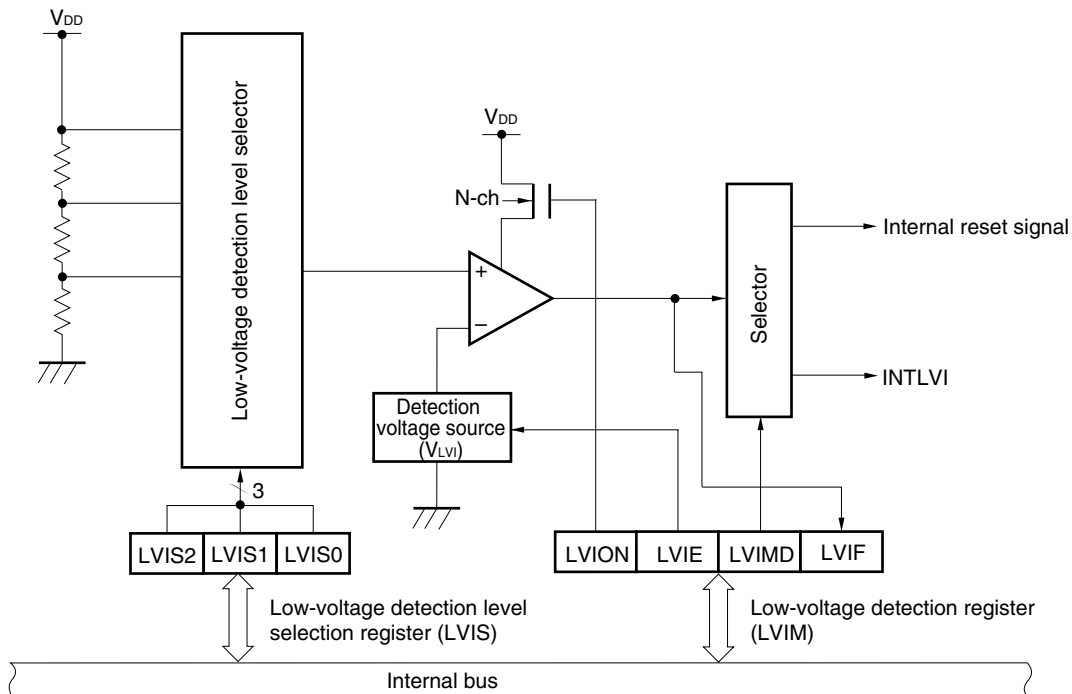 VDD
Low-voltage detection level selector
VDD
N-ch
+
−
Detection
voltage source
(VLVI)
Selector
Internal reset signal
INTLVI
3
LVIS2 LVIS1 LVIS0
LVION LVIE LVIMD LVIF
Low-voltage detection level
selection register (LVIS)
Low-voltage detection register
(LVIM)
Internal bus